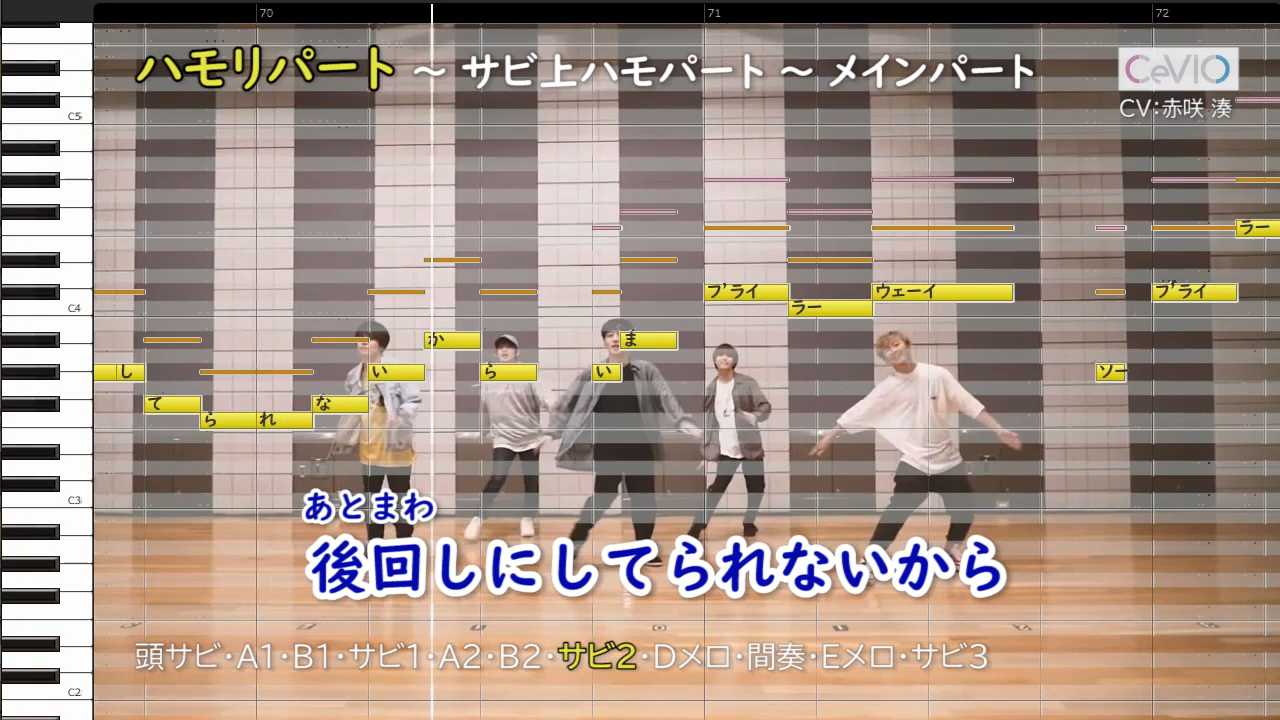 70 71 72
ハモリパート ～ サビ上ハモパート ～ メインパート
CeVIO
CV：赤咲 湊
C5
ラー
C4
プ’ライ
ラー
ウェーイ
プ’ライ
か
ま
し
い
ら
い
ソー
て
な
ら
れ
C3
あとまわ
後回しにしてられないから
頭サビ・A1・B1・サビ1・A2・B2・サビ2・Dメロ・間奏・Eメロ・サビ3
C2